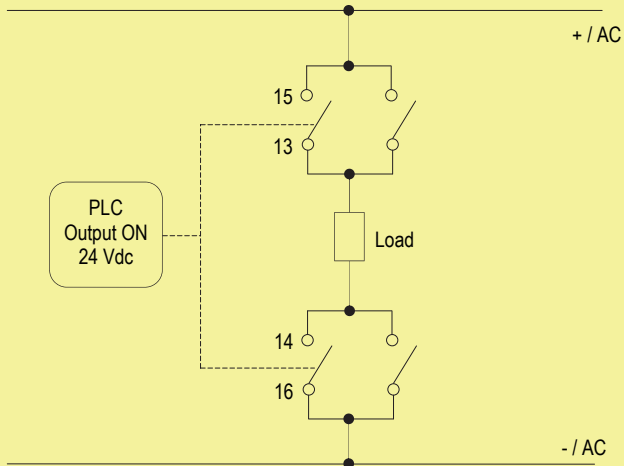 + / AC
15
13
PLC
Output ON
24 Vdc
Load
14
16
- / AC